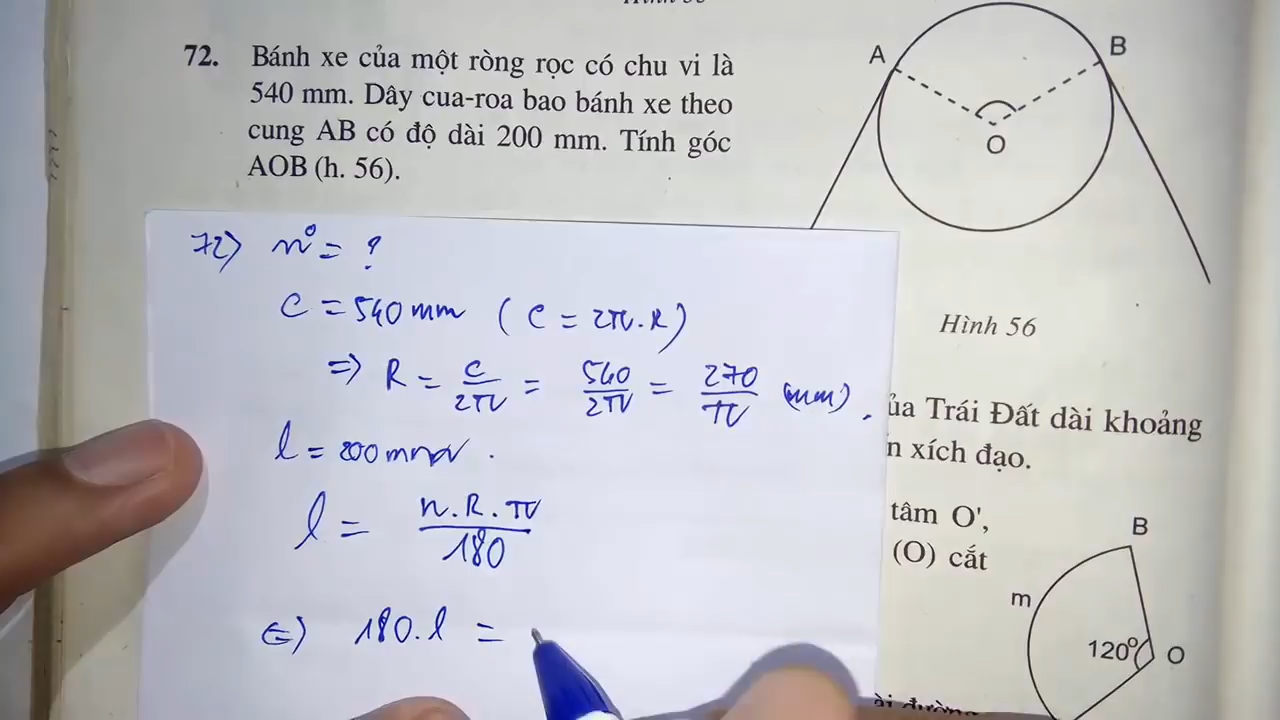 72. Bánh xe của một ròng rọc có chu vi là
540 mm. Dây cua-roa bao bánh xe theo
cung AB có độ dài 200 mm. Tính góc
AOB (h. 56).
A
B
O
Hình 56
72) n° = ?
C = 540 mm ( C = 2π.R )
=> R = C/2π = 540/2π = 270/π (mm).
l = 200 mm.
l = n.R.π/180
<=> 180.l =
ủa Trái Đất dài khoảng
n xích đạo.
tâm O',
(O) cắt
B
m
120°
O